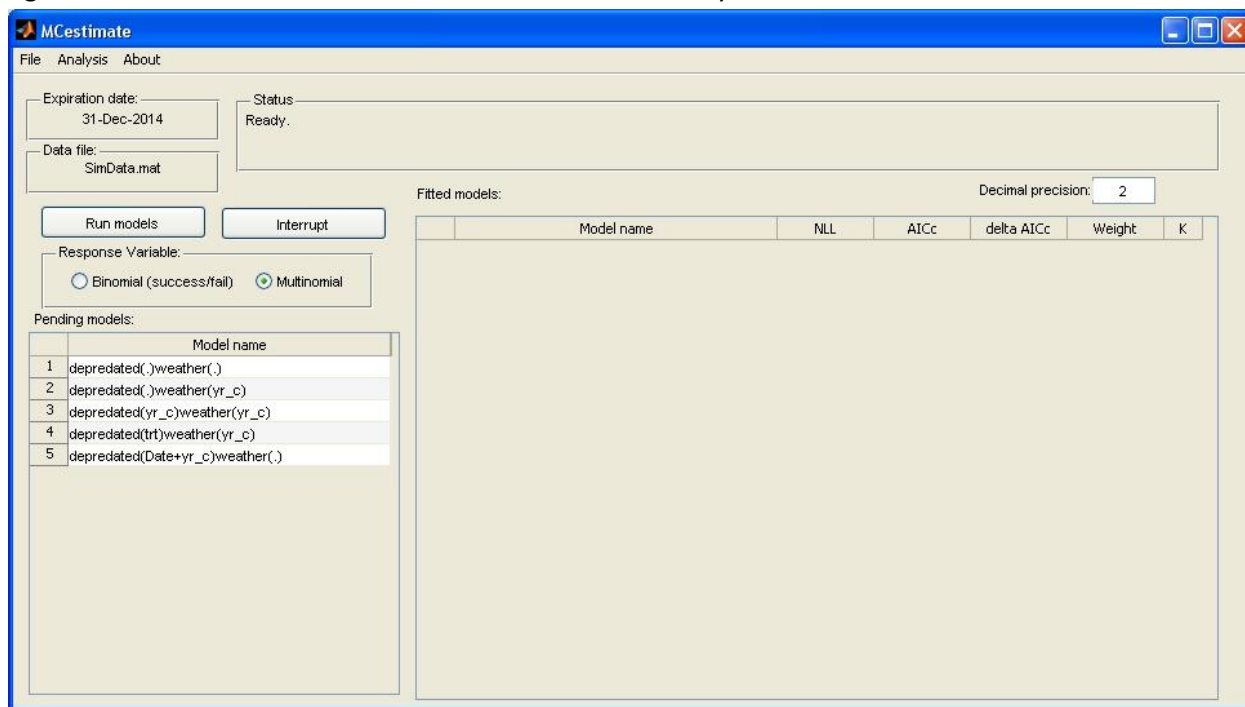 MCestimate
File Analysis About
Expiration date:
31-Dec-2014
Status
Ready.
Data file:
SimData.mat
Fitted models:
Decimal precision: 2
Run models
Interrupt
Response Variable:
Binomial (success/fail)
Multinomial
Model name NLL AICc delta AICc Weight K
Pending models:
Model name
1 depredated(.)weather(.)
2 depredated(.)weather(yr_c)
3 depredated(yr_c)weather(yr_c)
4 depredated(trt)weather(yr_c)
5 depredated(Date+yr_c)weather(.)